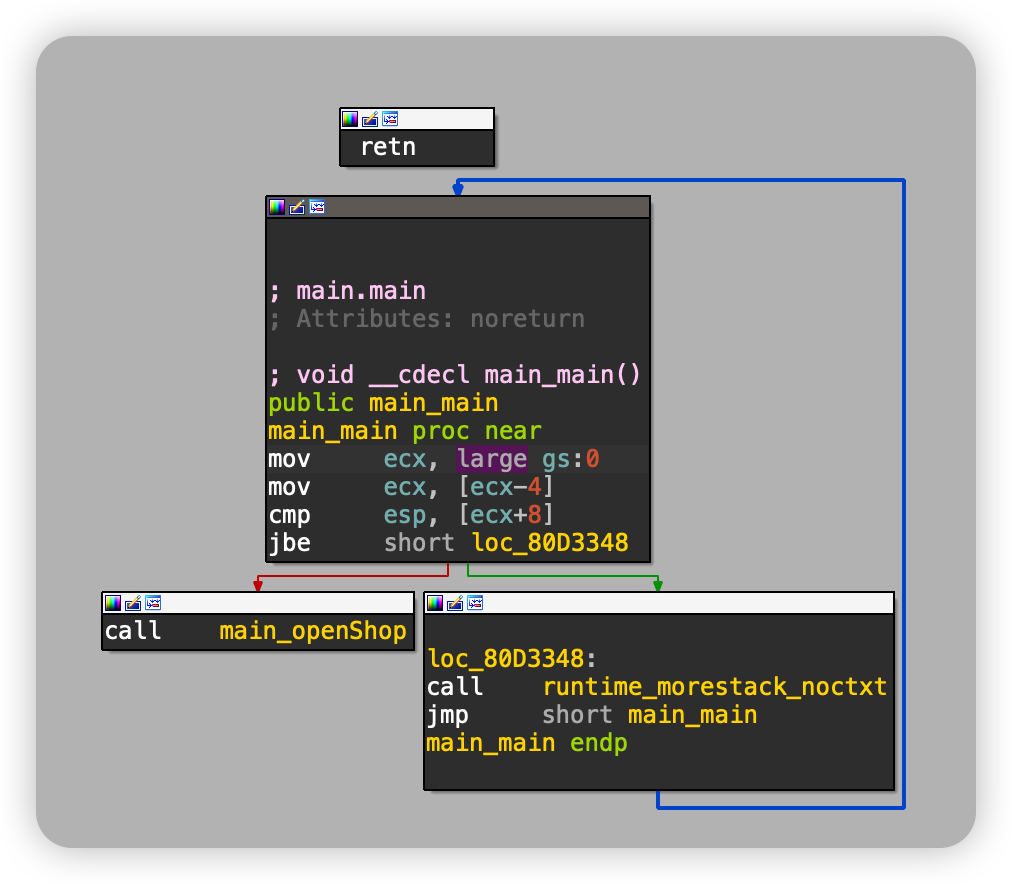 retn
; main.main
; Attributes: noreturn
; void __cdecl main_main()
public main_main
main_main proc near
mov ecx, large gs:0
mov ecx, [ecx-4]
cmp esp, [ecx+8]
jbe short loc_80D3348
call main_openShop
loc_80D3348:
call runtime_morestack_noctxt
jmp short main_main
main_main endp